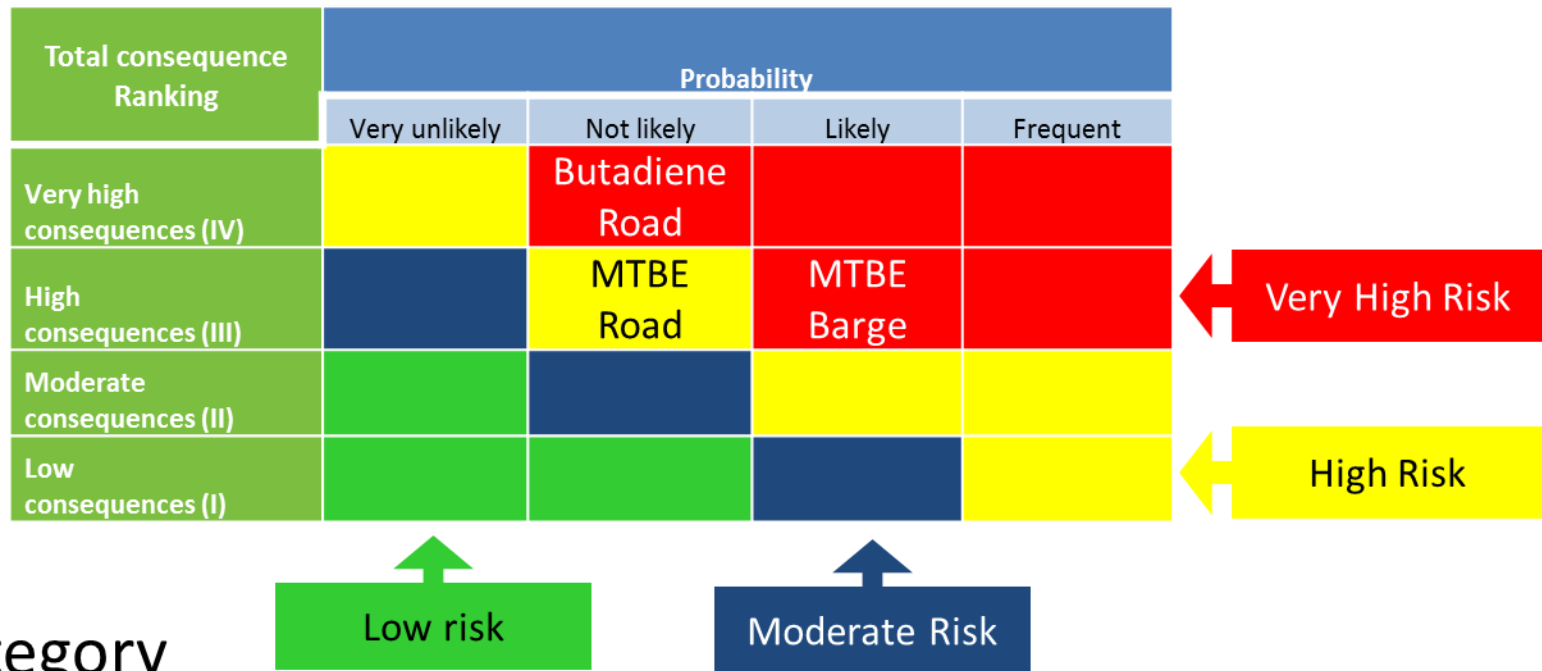 Total consequence
Ranking
Probability
Very unlikely
Not likely
Likely
Frequent
Very high
consequences (IV)
Butadiene
Road
High
consequences (III)
MTBE
Road
MTBE
Barge
Very High Risk
Moderate
consequences (II)
Low
consequences (I)
High Risk
Low risk
Moderate Risk